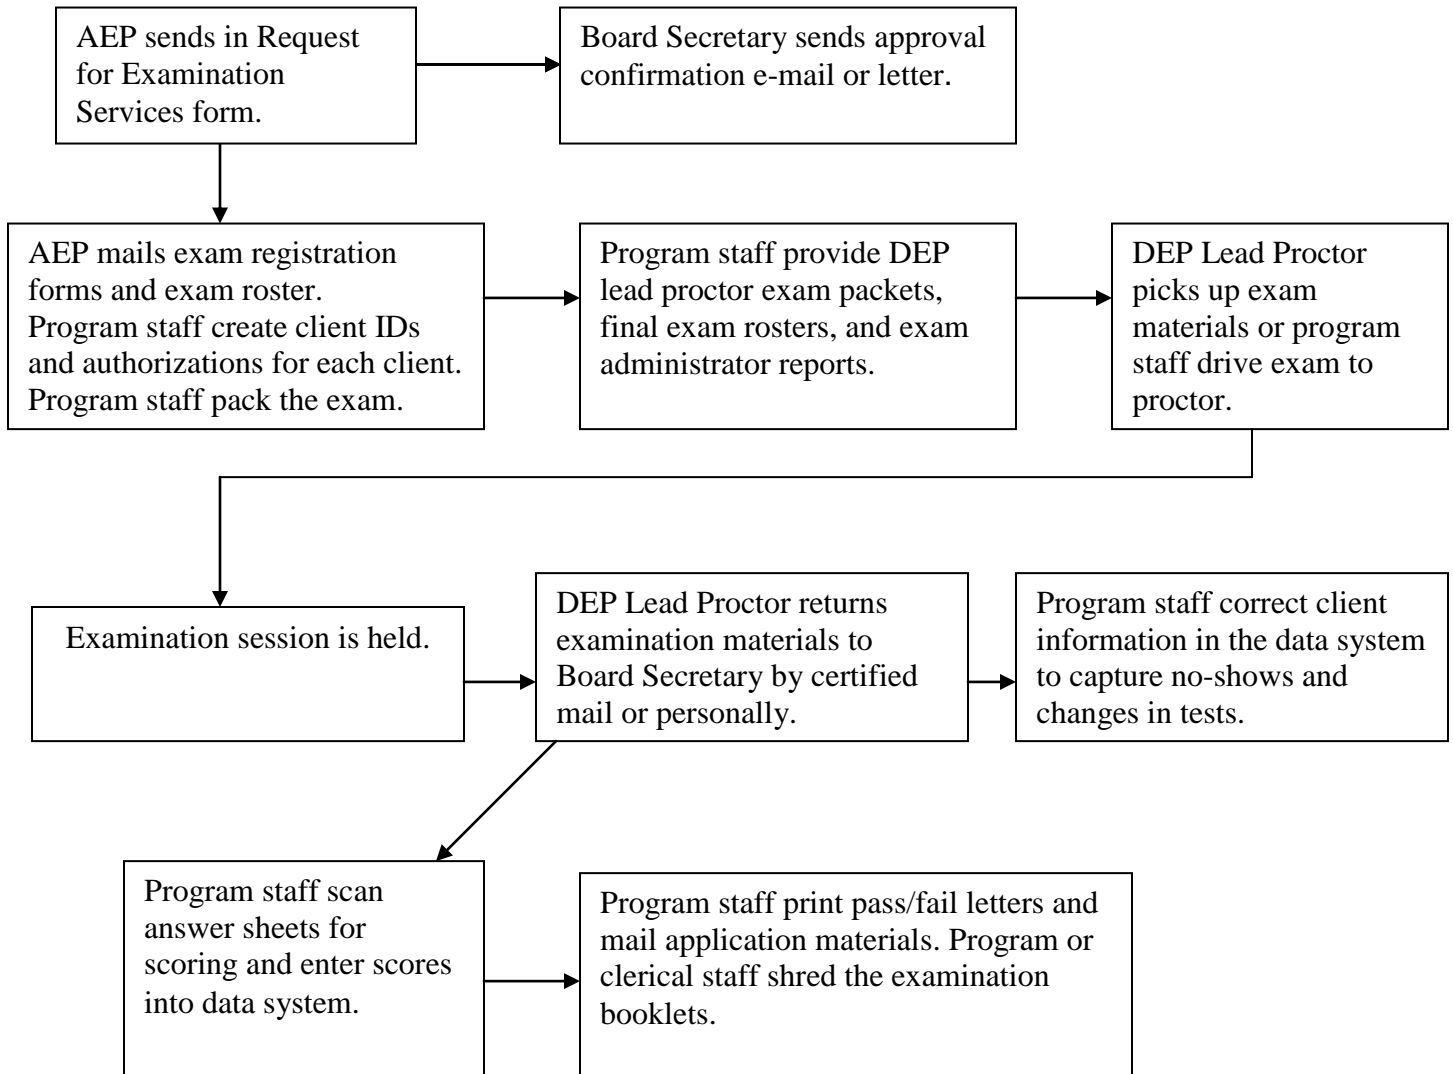 AEP sends in Request
for Examination
Services form.
Board Secretary sends approval
confirmation e-mail or letter.
AEP mails exam registration
forms and exam roster.
Program staff create client IDs
and authorizations for each client.
Program staff pack the exam.
Program staff provide DEP
lead proctor exam packets,
final exam rosters, and exam
administrator reports.
DEP Lead Proctor
picks up exam
materials or program
staff drive exam to
proctor.
Examination session is held.
DEP Lead Proctor returns
examination materials to
Board Secretary by certified
mail or personally.
Program staff correct client
information in the data system
to capture no-shows and
changes in tests.
Program staff scan
answer sheets for
scoring and enter scores
into data system.
Program staff print pass/fail letters and
mail application materials. Program or
clerical staff shred the examination
booklets.